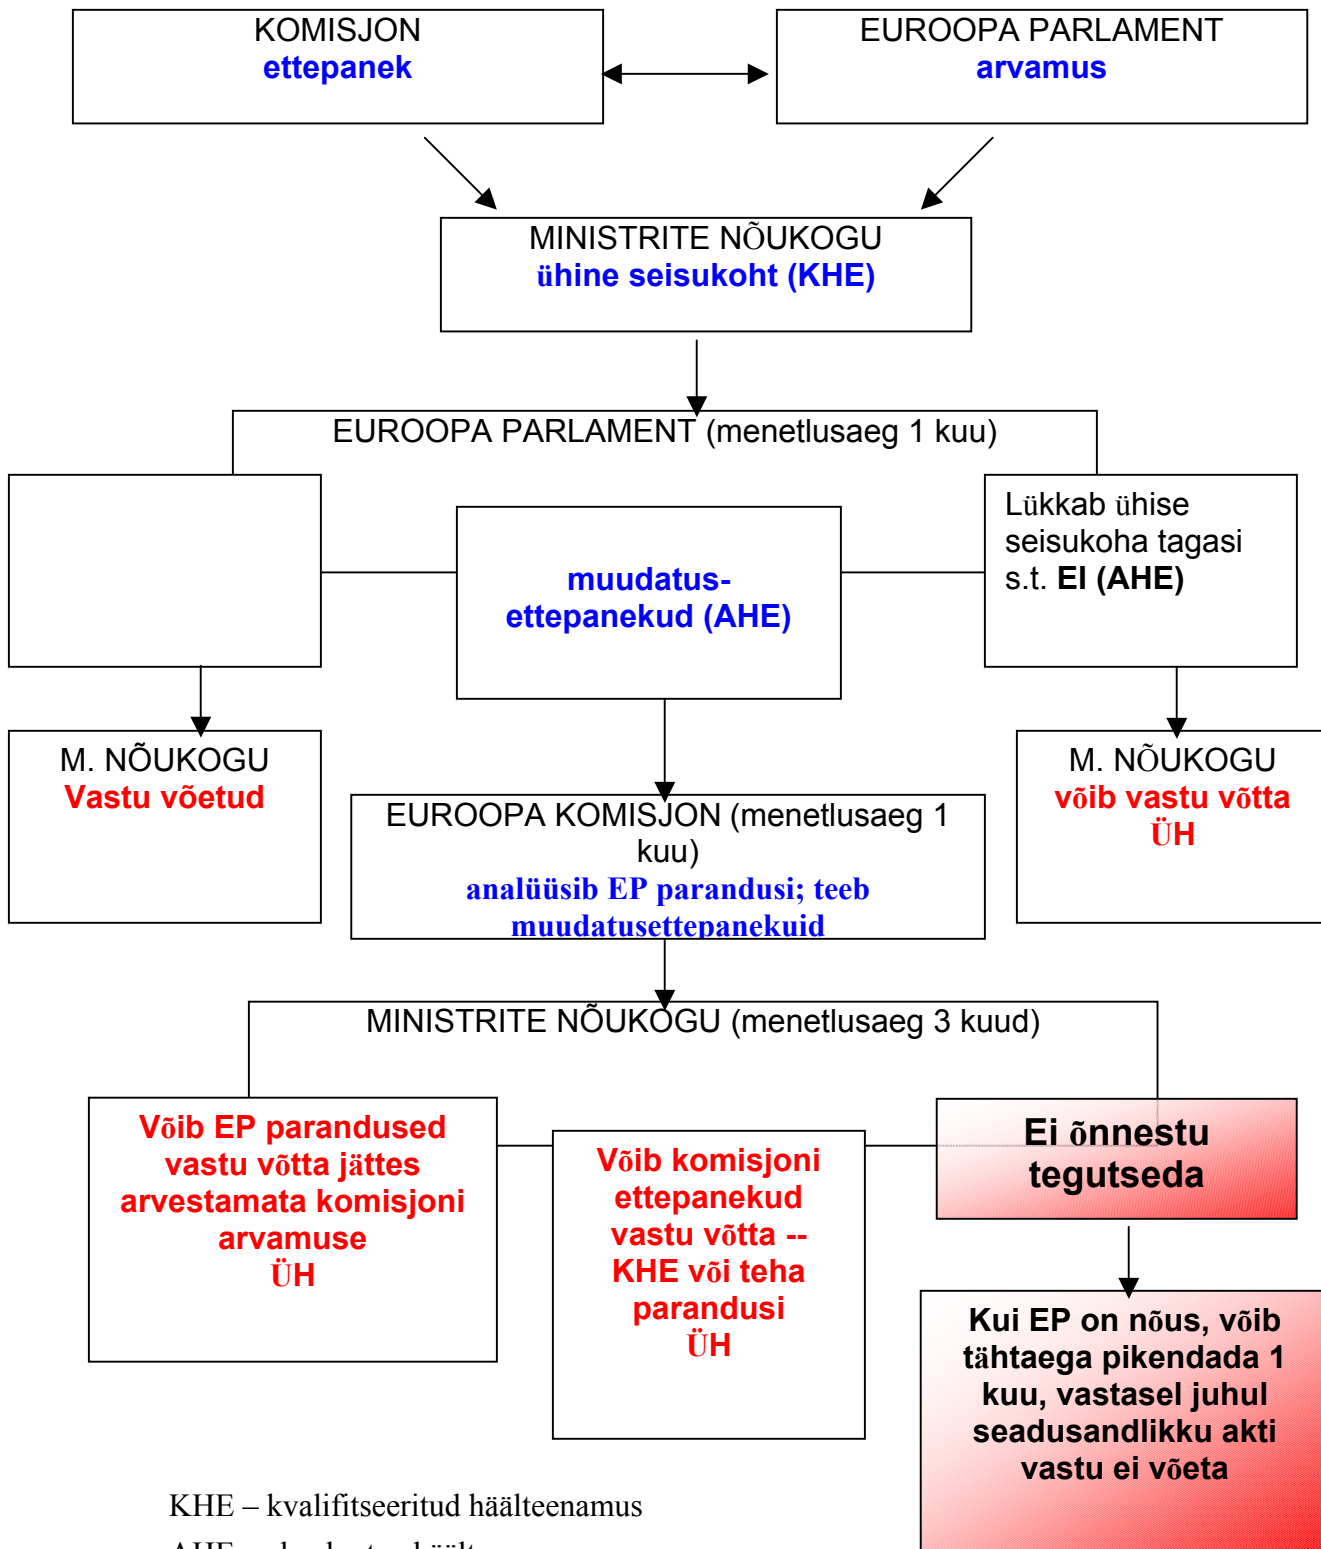 KOMISJON
ettepanek
EUROOPA PARLAMENT
arvamus
MINISTRITE NÕUKOGU
ühine seisukoht (KHE)
EUROOPA PARLAMENT (menetlusaeg 1 kuu)
muudatus-
ettepanekud (AHE)
Lükkab ühise
seisukoha tagasi
s.t. EI (AHE)
M. NÕUKOGU
Vastu võetud
EUROOPA KOMISJON (menetlusaeg 1
kuu)
analüüsib EP parandusi; teeb
muudatusettepanekuid
M. NÕUKOGU
võib vastu võtta
ÜH
MINISTRITE NÕUKOGU (menetlusaeg 3 kuud)
Võib EP parandused
vastu võtta jättes
arvestamata komisjoni
arvamuse
ÜH
Võib komisjoni
ettepanekud
vastu võtta --
KHE või teha
parandusi
ÜH
Ei õnnestu
tegutseda
Kui EP on nõus, võib
tähtaega pikendada 1
kuu, vastasel juhul
seadusandlikku akti
vastu ei võeta
KHE – kvalifitseeritud häälteenamus